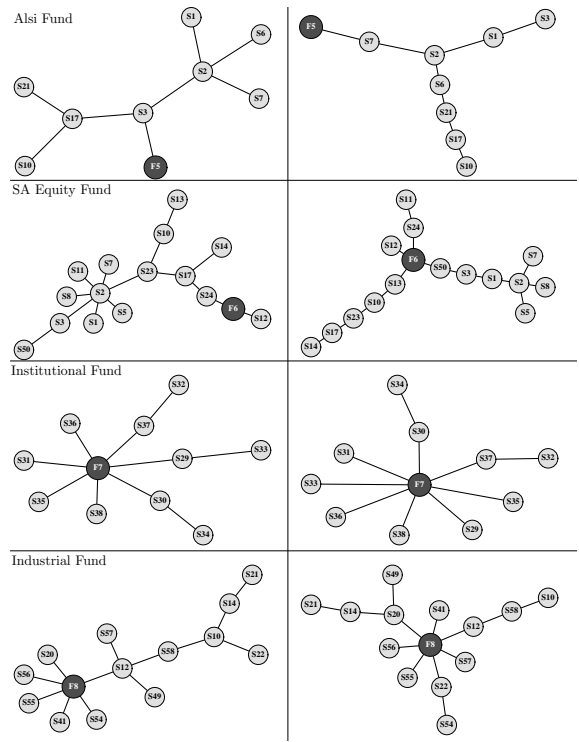 Alsi Fund
S1
S6
S2
S7
S21
S3
S17
S10
F5
F5
S7
S2
S1
S3
S6
S21
S17
S10
SA Equity Fund
S13
S10
S14
S7
S11
S23
S17
S2
S8
S24
S3
S1
S5
F6
S12
S50
S11
S24
S12
F6
S50
S3
S1
S2
S7
S8
S5
S13
S10
S23
S17
S14
Institutional Fund
S32
S36
S37
S31
F7
S29
S33
S35
S38
S30
S34
S34
S30
S31
S37
S32
S33
F7
S35
S36
S38
S29
Industrial Fund
S21
S14
S57
S10
S58
S22
S20
S12
S56
F8
S49
S55
S41
S54
S49
S21
S14
S20
S41
S12
S58
S10
F8
S56
S57
S55
S22
S54